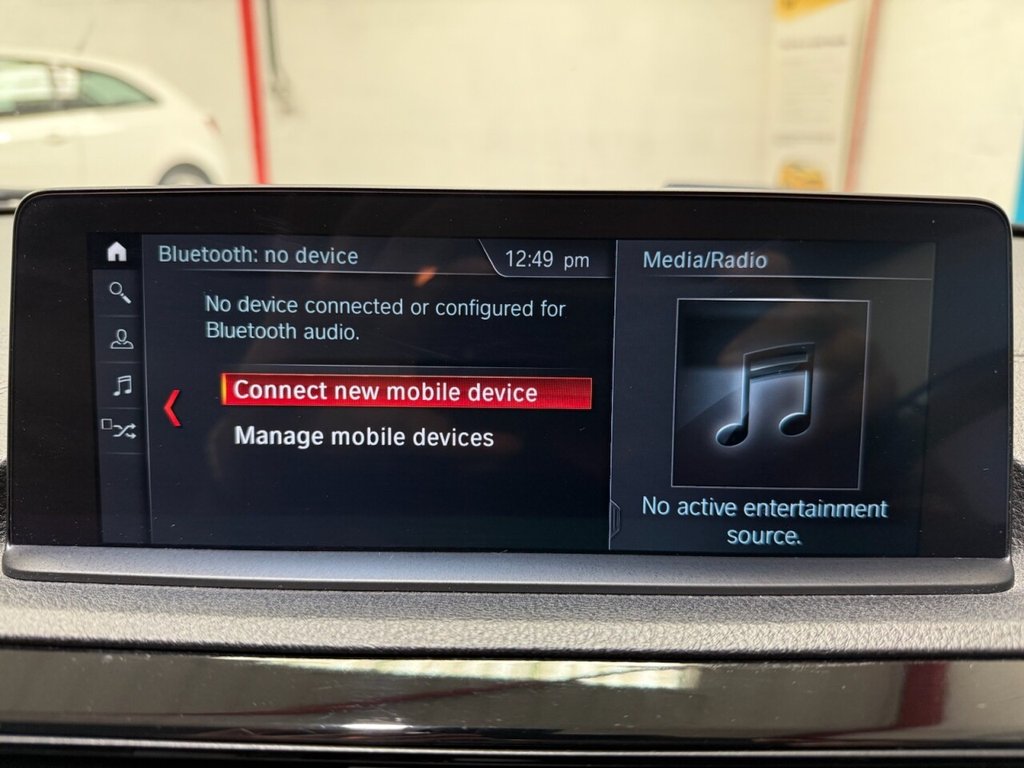 Bluetooth: no device
12:49 pm
Media/Radio
No device connected or configured for
Bluetooth audio.
Connect new mobile device
Manage mobile devices
No active entertainment
source.